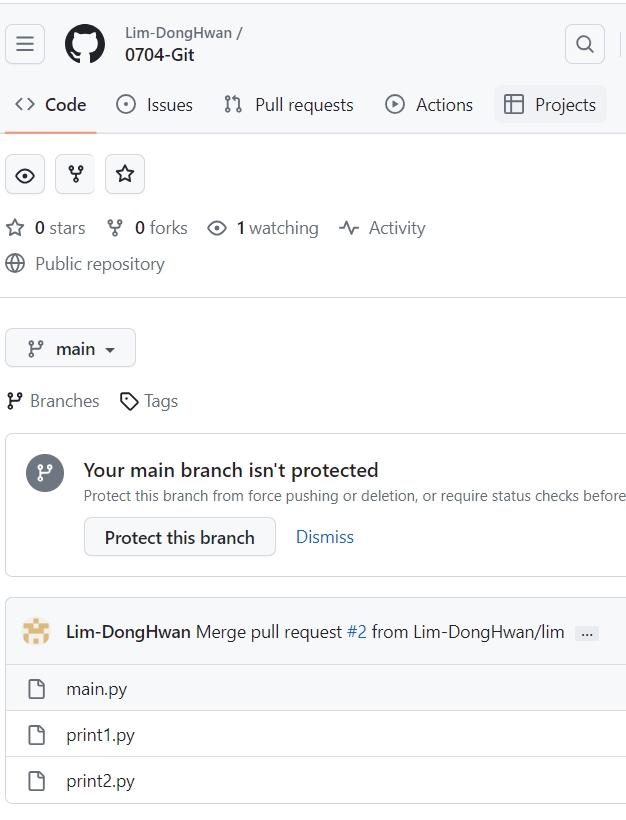 Lim-DongHwan /
0704-Git
Code Issues Pull requests Actions Projects
0 stars 0 forks 1 watching Activity
Public repository
main
Branches Tags
Your main branch isn't protected
Protect this branch from force pushing or deletion, or require status checks before
Protect this branch Dismiss
Lim-DongHwan Merge pull request #2 from Lim-DongHwan/lim ...
main.py
print1.py
print2.py